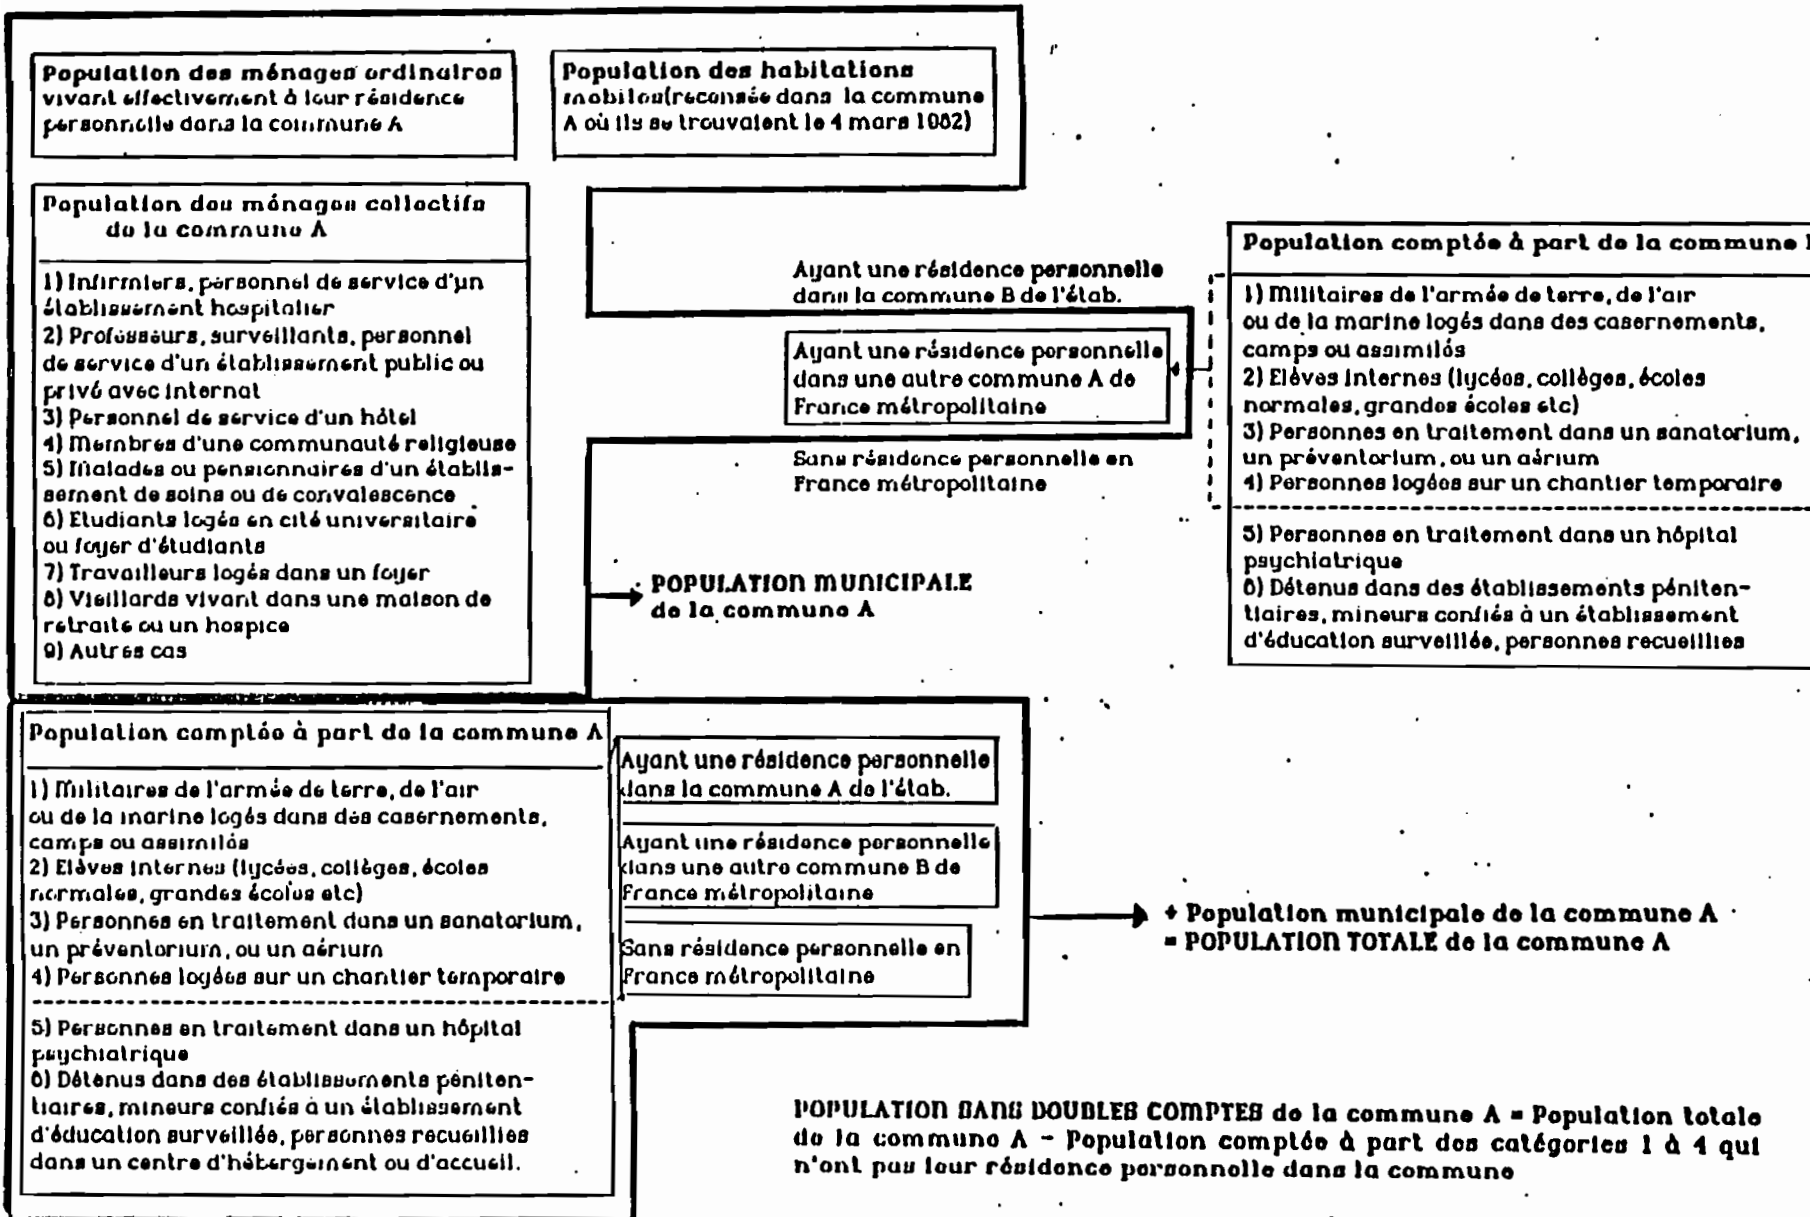 Population des ménages ordinaires
vivant effectivement à leur résidence
personnelle dans la commune A
Population des habitations
mobiles(recensée dans la commune
A où ils se trouvaient le 4 mars 1982)
Population des ménages collectifs
de la commune A
1) Infirmiers, personnel de service d'un
établissement hospitalier
2) Professeurs, surveillants, personnel
de service d'un établissement public ou
privé avec internat
3) Personnel de service d'un hôtel
4) Membres d'une communauté religieuse
5) Malades ou pensionnaires d'un établis-
sement de soins ou de convalescence
6) Etudiants logés en cité universitaire
ou foyer d'étudiants
7) Travailleurs logés dans un foyer
8) Vieillards vivant dans une maison de
retraite ou un hospice
9) Autres cas
Ayant une résidence personnelle
dans la commune B de l'étab.
Ayant une résidence personnelle
dans une autre commune A de
France métropolitaine
Sans résidence personnelle en
France métropolitaine
Population comptée à part de la commune
1) Militaires de l'armée de terre, de l'air
ou de la marine logés dans des casernements,
camps ou assimilés
2) Elèves internes (lycées, collèges, écoles
normales, grandes écoles etc)
3) Personnes en traitement dans un sanatorium,
un préventorium, ou un aérium
4) Personnes logées sur un chantier temporaire
5) Personnes en traitement dans un hôpital
psychiatrique
6) Détenus dans des établissements péniten-
tiaires, mineurs confiés à un établissement
d'éducation surveillée, personnes recueillies
POPULATION MUNICIPALE
de la commune A
Population comptée à part de la commune A
1) Militaires de l'armée de terre, de l'air
ou de la marine logés dans des casernements,
camps ou assimilés
2) Elèves internes (lycées, collèges, écoles
normales, grandes écoles etc)
3) Personnes en traitement dans un sanatorium,
un préventorium, ou un aérium
4) Personnes logées sur un chantier temporaire
5) Personnes en traitement dans un hôpital
psychiatrique
6) Détenus dans des établissements péniten-
tiaires, mineurs confiés à un établissement
d'éducation surveillée, personnes recueillies
dans un centre d'hébergement ou d'accueil.
Ayant une résidence personnelle
dans la commune A de l'étab.
Ayant une résidence personnelle
dans une autre commune B de
France métropolitaine
Sans résidence personnelle en
France métropolitaine
+ Population municipale de la commune A
= POPULATION TOTALE de la commune A
POPULATION SANS DOUBLES COMPTES de la commune A = Population totale
de la commune A - Population comptée à part des catégories 1 à 4 qui
n'ont pas leur résidence personnelle dans la commune